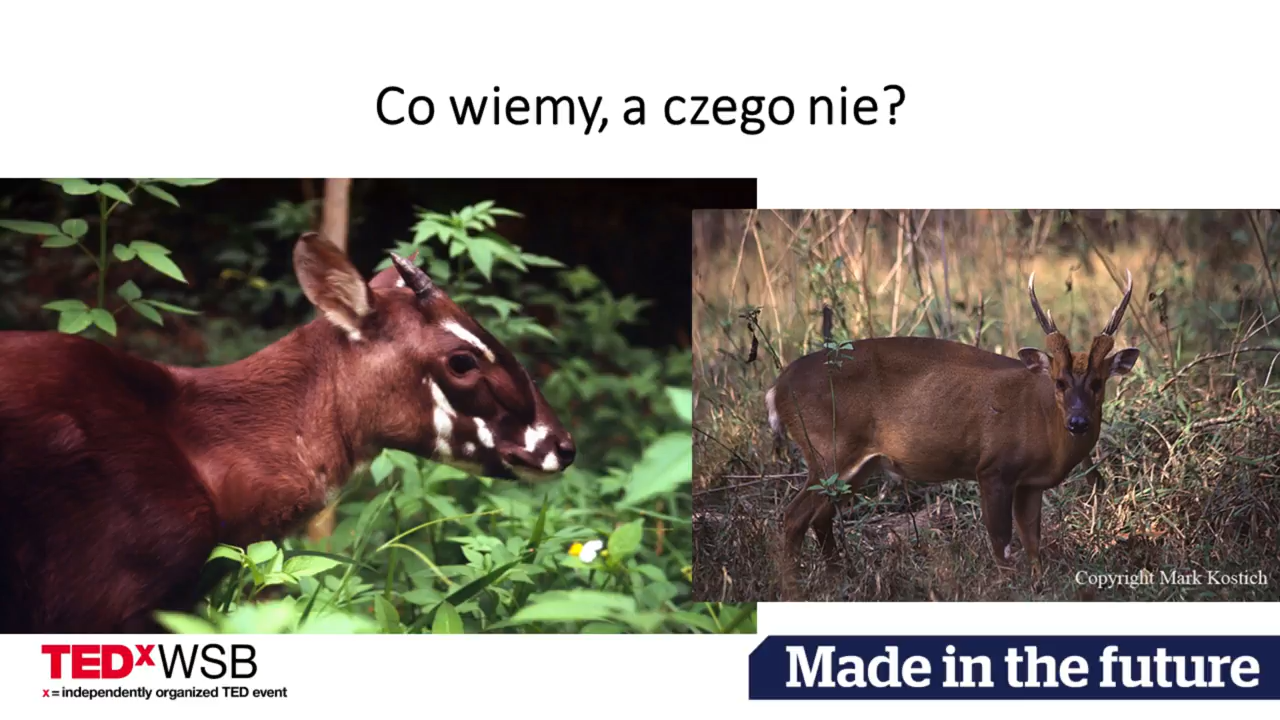 Co wiemy, a czego nie?
Copyright Mark Kostich
TEDxWSB
x = independently organized TED event
Made in the future